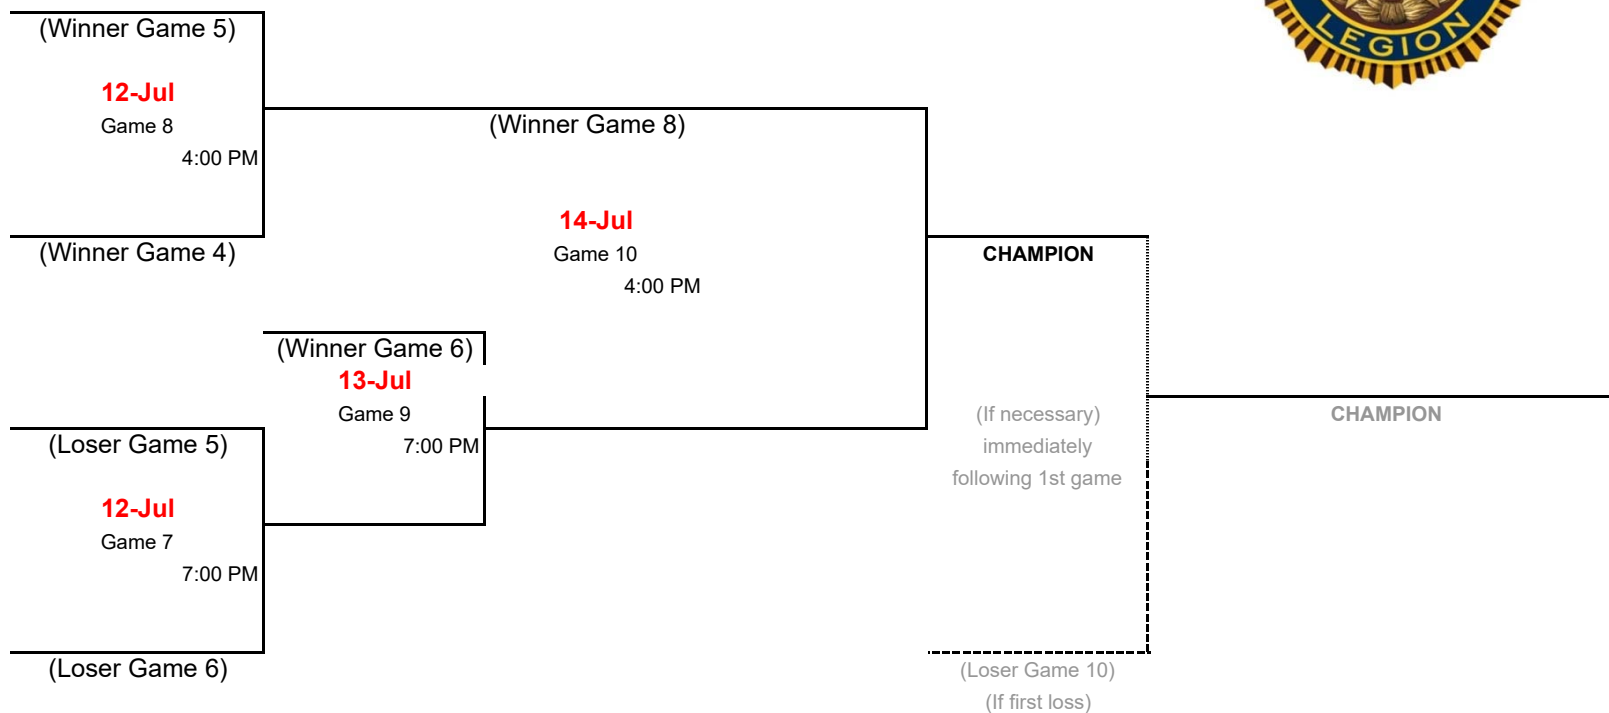 LEGION
(Winner Game 5)
12-Jul
Game 8
4:00 PM
(Winner Game 4)
(Winner Game 8)
14-Jul
Game 10
4:00 PM
CHAMPION
(Winner Game 6)
13-Jul
Game 9
7:00 PM
(Loser Game 5)
12-Jul
Game 7
7:00 PM
(Loser Game 6)
(If necessary)
immediately
following 1st game
CHAMPION
(Loser Game 10)
(If first loss)